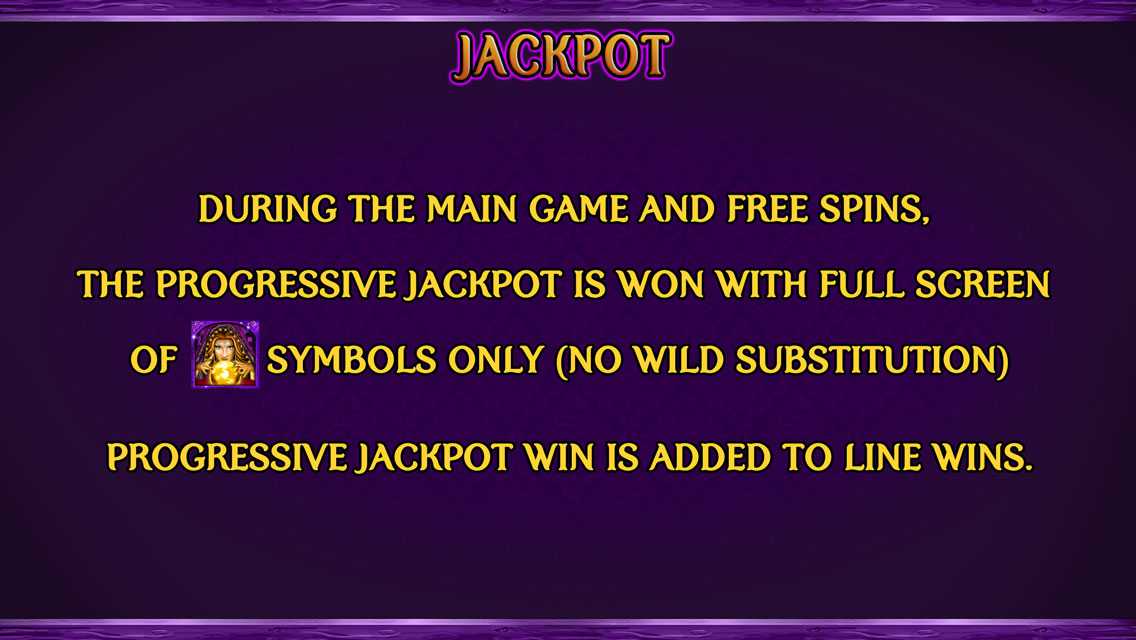 JACKPOT
DURING THE MAIN GAME AND FREE SPINS,
THE PROGRESSIVE JACKPOT IS WON WITH FULL SCREEN
OF SYMBOLS ONLY (NO WILD SUBSTITUTION)
PROGRESSIVE JACKPOT WIN IS ADDED TO LINE WINS.